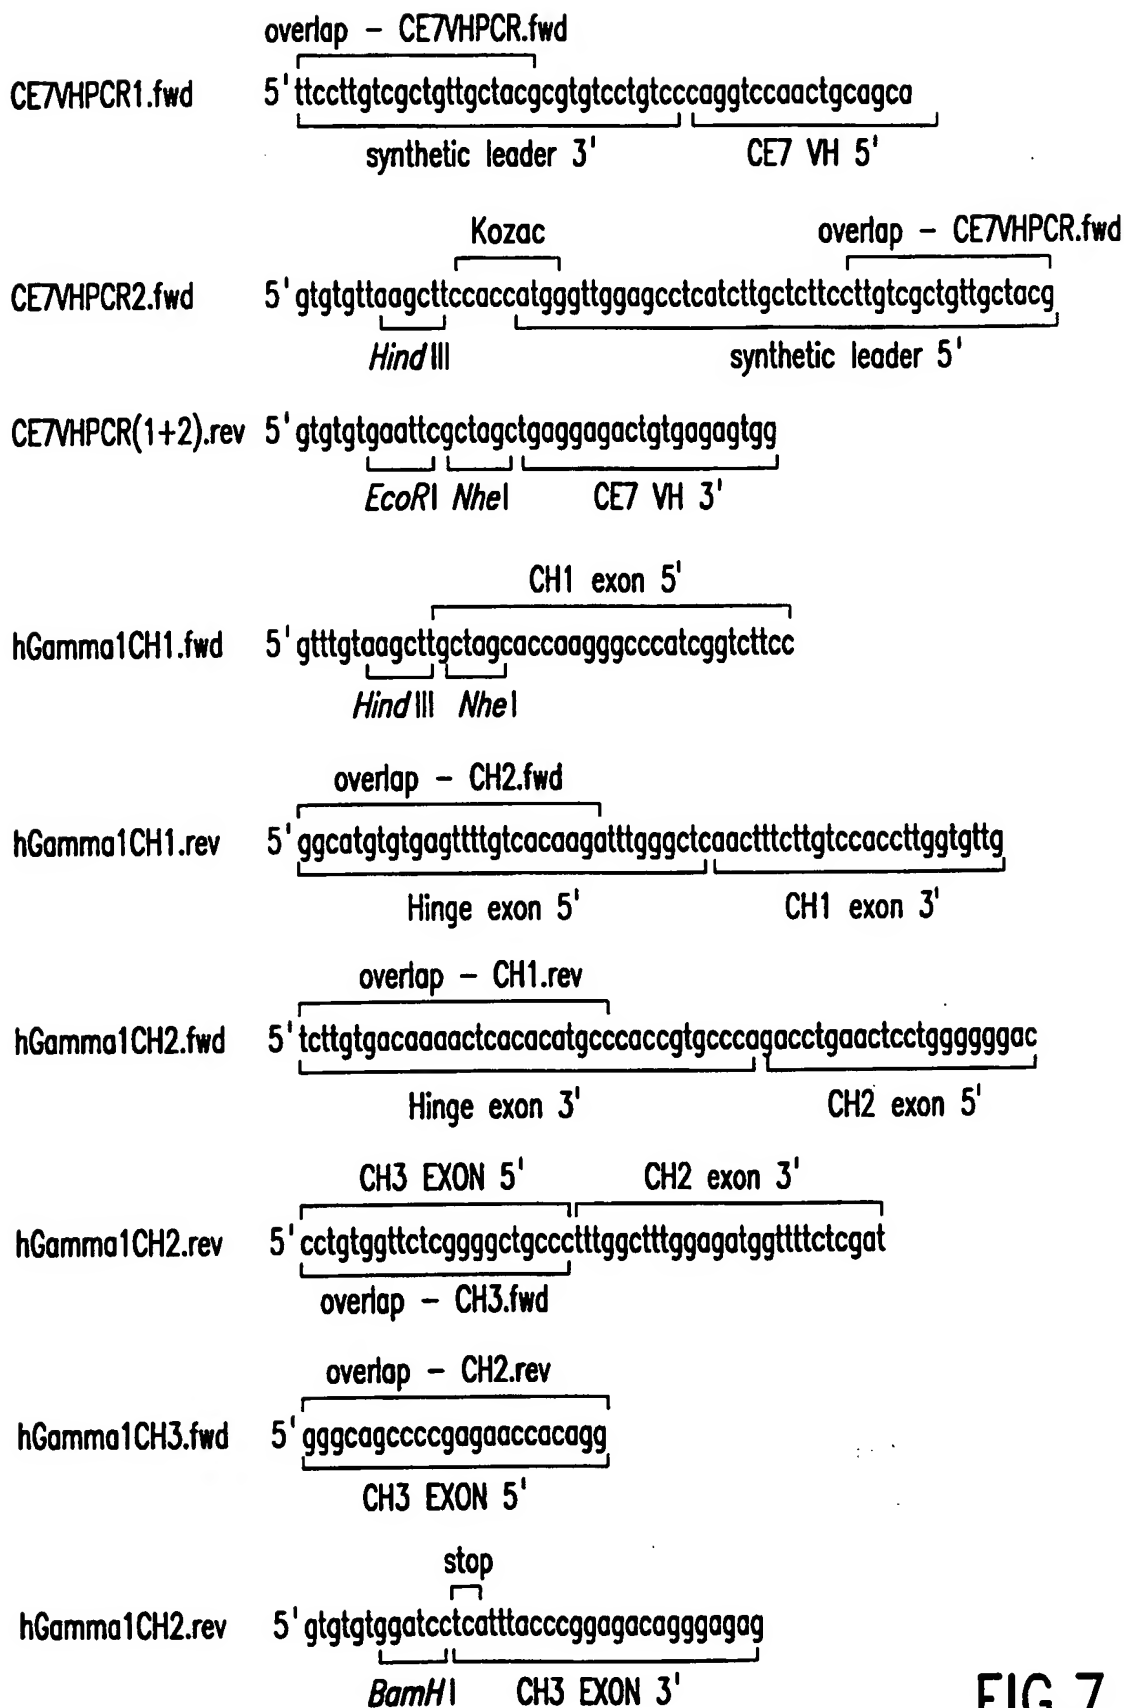 overlap – CE7VHPCR.fwd
CE7VHPCR1.fwd 5'ttccttgtcgctgttgctacgcgtgtcctgtcccaggtccaactgcagca
synthetic leader 3' CE7 VH 5'
Kozac overlap – CE7VHPCR.fwd
CE7VHPCR2.fwd 5'gtgtgttaagcttccaccatgggttggagcctcatcttgctcttccttgtcgctgttgctacg
HindIII synthetic leader 5'
CE7VHPCR(1+2).rev 5'gtgtgtgaattcgctagctgaggagactgtgagagtgg
EcoRI NheI CE7 VH 3'
CH1 exon 5'
hGamma1CH1.fwd 5'gtttgtaagcttgctagcaccaagggcccatcggtcttcc
HindIII NheI
overlap – CH2.fwd
hGamma1CH1.rev 5'ggcatgtgtgagttttgtcacaagatttgggctcaactttcttgtccaccttggtgttg
Hinge exon 5' CH1 exon 3'
overlap – CH1.rev
hGamma1CH2.fwd 5'tcttgtgacaaaactcacacatgcccaccgtgcccagacctgaactcctggggggac
Hinge exon 3' CH2 exon 5'
CH3 EXON 5' CH2 exon 3'
hGamma1CH2.rev 5'cctgtggttctcggggctgccctttggctttggagatggttttctcgat
overlap – CH3.fwd
overlap – CH2.rev
hGamma1CH3.fwd 5'gggcagccccgagaaccacagg
CH3 EXON 5'
stop
hGamma1CH2.rev 5'gtgtgtggatcctcatttacccggagacagggagag
BamHI CH3 EXON 3'
FIG.7